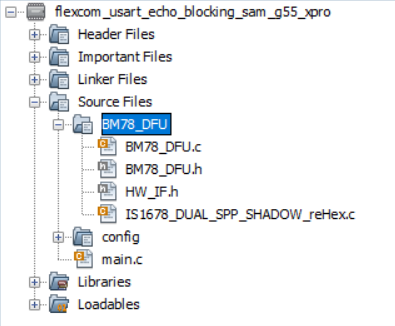 flexcom_usart_echo_blocking_sam_g55_xpro
Header Files
Important Files
Linker Files
Source Files
BM78_DFU
BM78_DFU.c
BM78_DFU.h
HW_IF.h
IS1678_DUAL_SPP_SHADOW_reHex.c
config
main.c
Libraries
Loadables